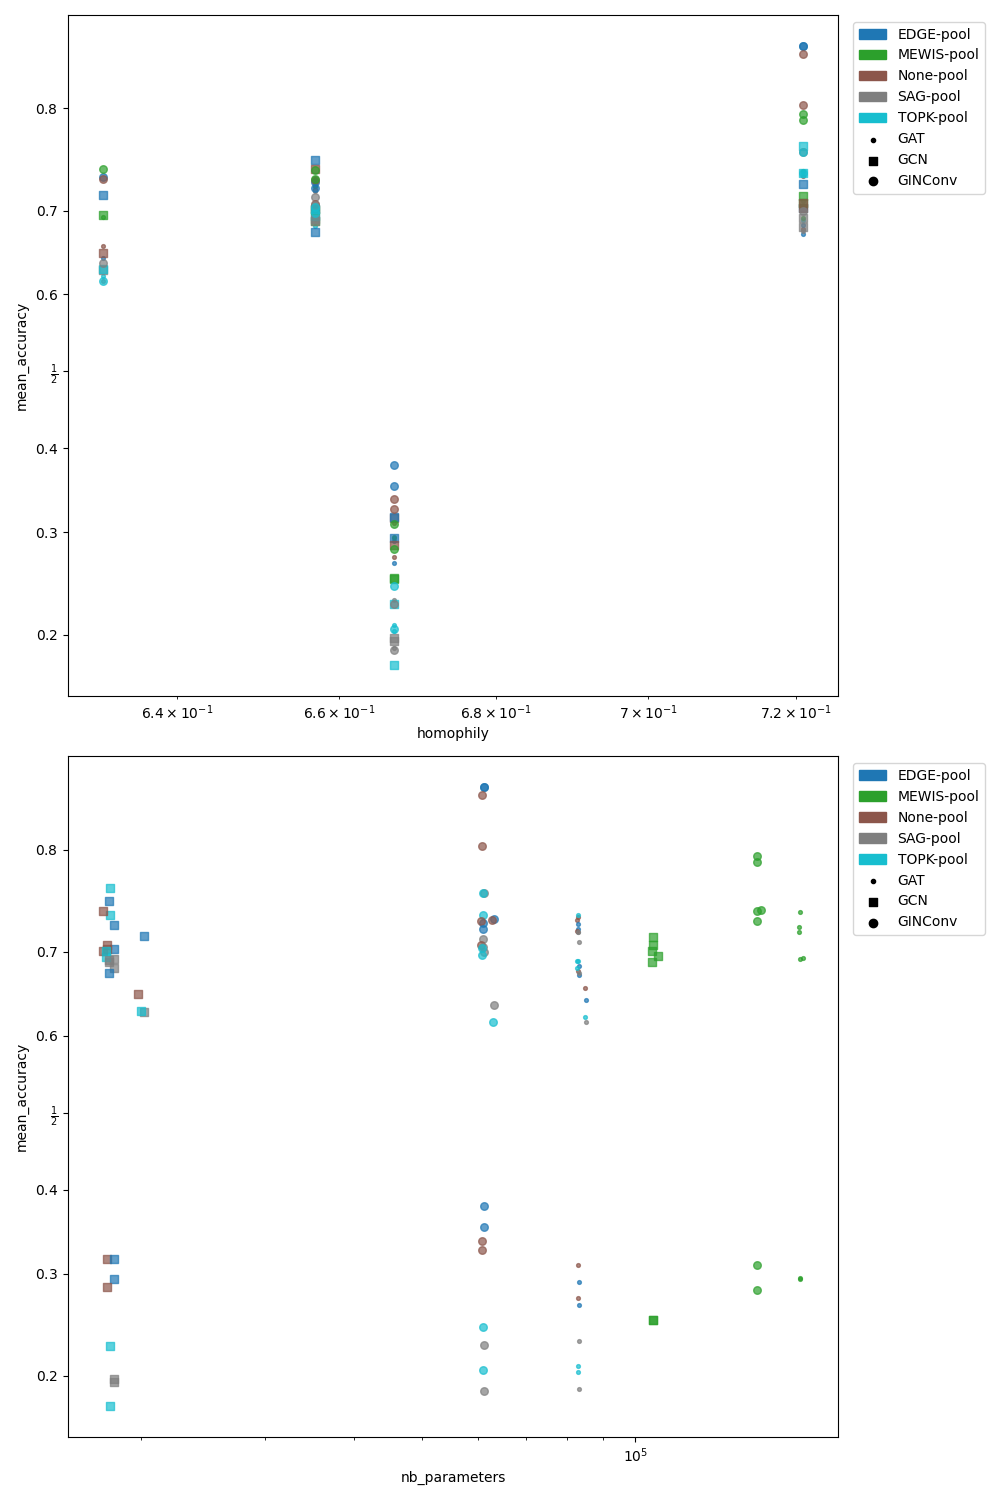 EDGE-pool
MEWIS-pool
None-pool
SAG-pool
TOPK-pool
GAT
GCN
GINConv
0.8
0.7
0.6
1/2
0.4
0.3
0.2
mean_accuracy
6.4 × 10⁻¹ 6.6 × 10⁻¹ 6.8 × 10⁻¹ 7 × 10⁻¹ 7.2 × 10⁻¹
homophily
EDGE-pool
MEWIS-pool
None-pool
SAG-pool
TOPK-pool
GAT
GCN
GINConv
0.8
0.7
0.6
1/2
0.4
0.3
0.2
mean_accuracy
10⁵
nb_parameters